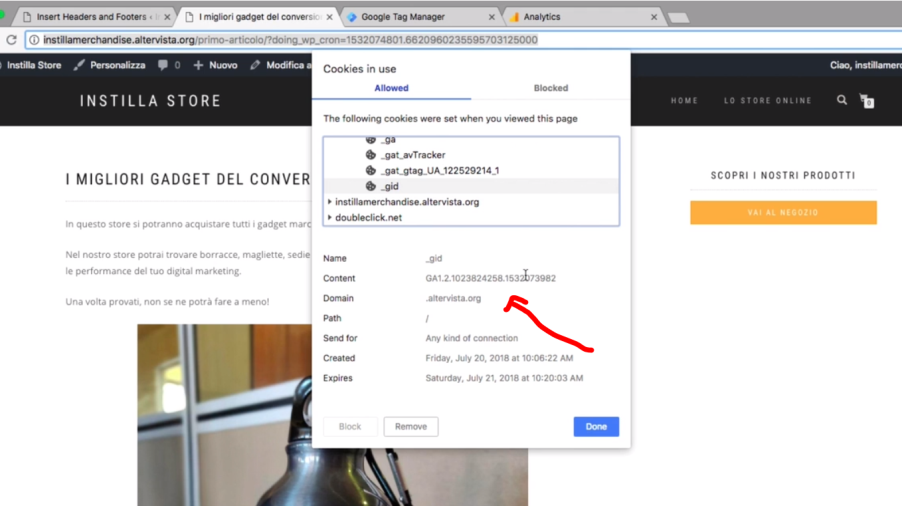 Insert Headers and Footers ‹
I migliori gadget del conversio
Google Tag Manager
Analytics
instillamerchandise.altervista.org/primo-articolo/?doing_wp_cron=1532074801.6620960235595703125000
Instilla Store Personalizza 0 Nuovo Modifica a
Ciao, instillamerc
INSTILLA STORE
HOME LO STORE ONLINE 0
Cookies in use
Allowed Blocked
The following cookies were set when you viewed this page
_ga
_gat_avTracker
_gat_gtag_UA_122529214_1
_gid
instillamerchandise.altervista.org
doubleclick.net
Name _gid
Content GA1.2.1023824258.1532073982
Domain .altervista.org
Path /
Send for Any kind of connection
Created Friday, July 20, 2018 at 10:06:22 AM
Expires Saturday, July 21, 2018 at 10:20:03 AM
Block Remove Done
I MIGLIORI GADGET DEL CONVER
In questo store si potranno acquistare tutti i gadget marc
Nel nostro store potrai trovare borracce, magliette, sedie
le performance del tuo digital marketing.
Una volta provati, non se ne potrà fare a meno!
SCOPRI I NOSTRI PRODOTTI
VAI AL NEGOZIO